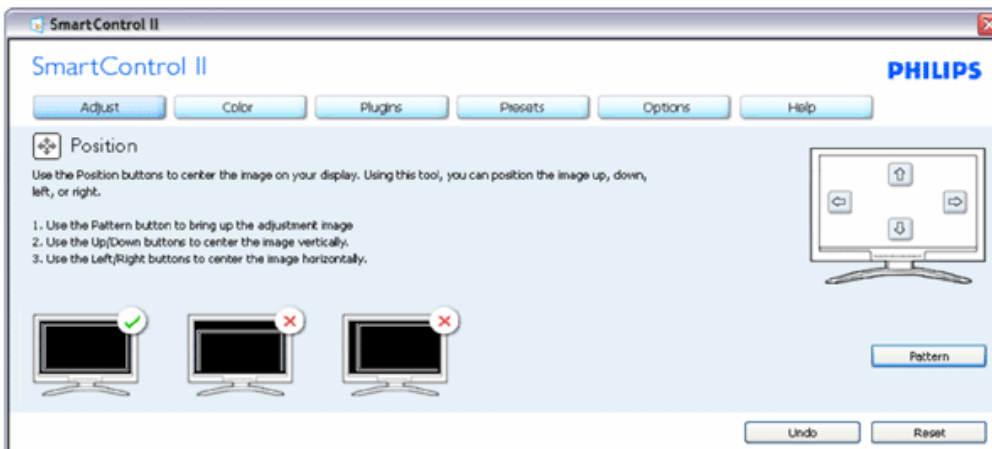 SmartControl II
SmartControl II
PHILIPS
Adjust Color Plugins Presets Options Help
Position
Use the Position buttons to center the image on your display. Using this tool, you can position the image up, down,
left, or right.
1. Use the Pattern button to bring up the adjustment image
2. Use the Up/Down buttons to center the image vertically.
3. Use the Left/Right buttons to center the image horizontally.
Pattern
Undo Reset